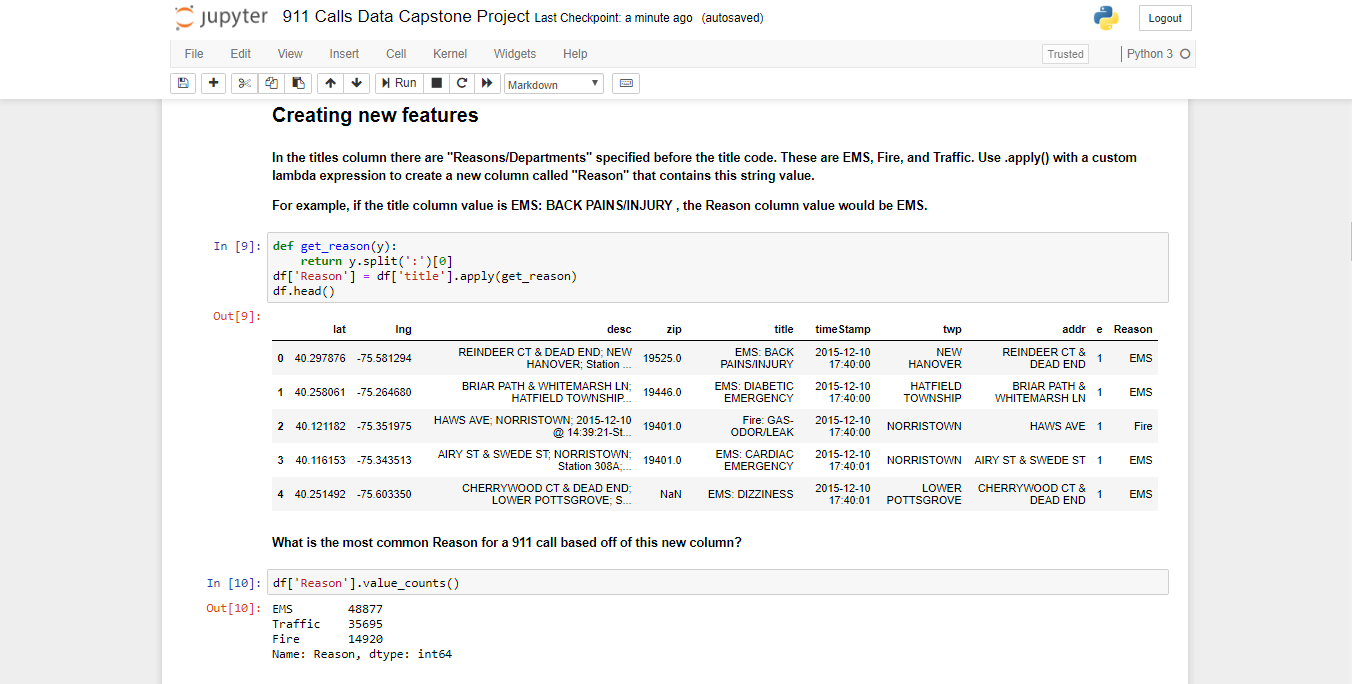 jupyter 911 Calls Data Capstone Project Last Checkpoint: a minute ago (autosaved) Logout
File Edit View Insert Cell Kernel Widgets Help Trusted Python 3
Run Markdown
Creating new features
In the titles column there are "Reasons/Departments" specified before the title code. These are EMS, Fire, and Traffic. Use .apply() with a custom
lambda expression to create a new column called "Reason" that contains this string value.
For example, if the title column value is EMS: BACK PAINS/INJURY , the Reason column value would be EMS.
In [9]: def get_reason(y):
    return y.split(':')[0]
df['Reason'] = df['title'].apply(get_reason)
df.head()
Out[9]:
lat lng desc zip title timeStamp twp addr e Reason
0 40.297876 -75.581294 REINDEER CT & DEAD END; NEW HANOVER; Station ... 19525.0 EMS: BACK PAINS/INJURY 2015-12-10 17:40:00 NEW HANOVER REINDEER CT & DEAD END 1 EMS
1 40.258061 -75.264680 BRIAR PATH & WHITEMARSH LN; HATFIELD TOWNSHIP... 19446.0 EMS: DIABETIC EMERGENCY 2015-12-10 17:40:00 HATFIELD TOWNSHIP BRIAR PATH & WHITEMARSH LN 1 EMS
2 40.121182 -75.351975 HAWS AVE; NORRISTOWN; 2015-12-10 @ 14:39:21-St... 19401.0 Fire: GAS-ODOR/LEAK 2015-12-10 17:40:00 NORRISTOWN HAWS AVE 1 Fire
3 40.116153 -75.343513 AIRY ST & SWEDE ST; NORRISTOWN; Station 308A;... 19401.0 EMS: CARDIAC EMERGENCY 2015-12-10 17:40:01 NORRISTOWN AIRY ST & SWEDE ST 1 EMS
4 40.251492 -75.603350 CHERRYWOOD CT & DEAD END; LOWER POTTSGROVE; S... NaN EMS: DIZZINESS 2015-12-10 17:40:01 LOWER POTTSGROVE CHERRYWOOD CT & DEAD END 1 EMS
What is the most common Reason for a 911 call based off of this new column?
In [10]: df['Reason'].value_counts()
Out[10]: EMS 48877
Traffic 35695
Fire 14920
Name: Reason, dtype: int64